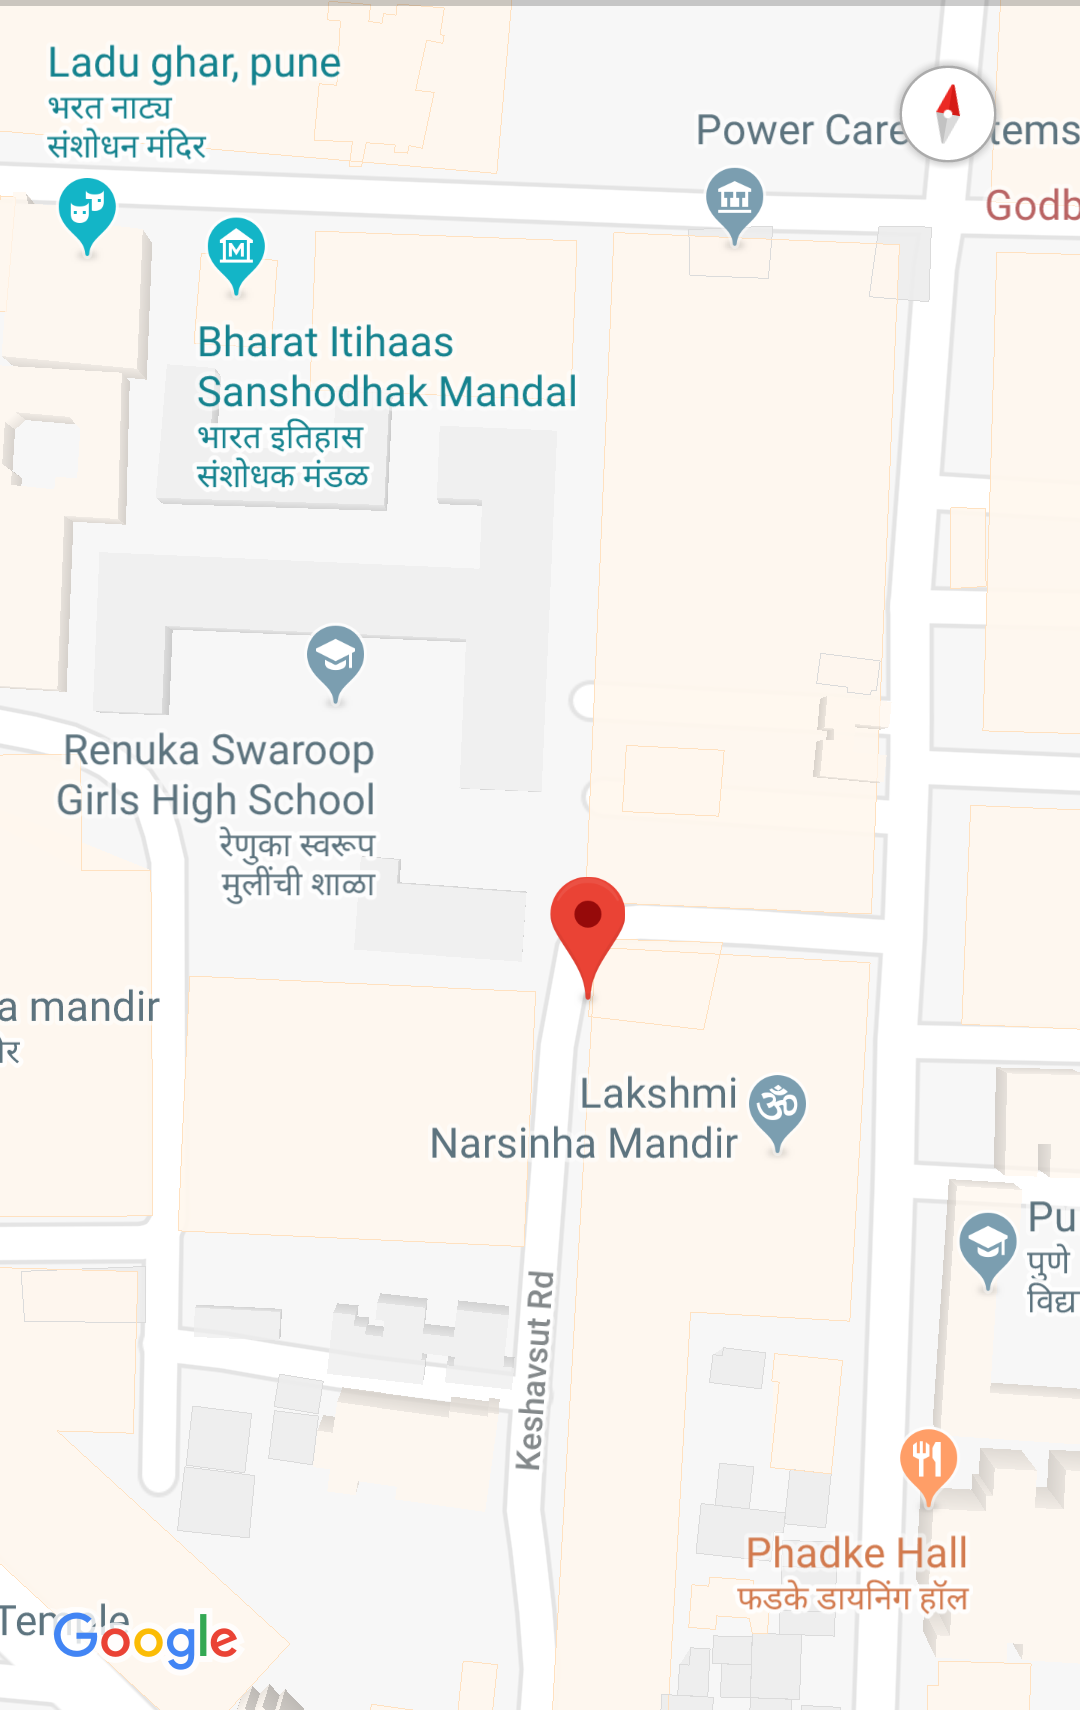 Ladu ghar, pune
भरत नाट्य
संशोधन मंदिर
Power Care
tems
Godb
Bharat Itihaas
Sanshodhak Mandal
भारत इतिहास
संशोधक मंडळ
Renuka Swaroop
Girls High School
रेणुका स्वरूप
मुलींची शाळा
a mandir
Lakshmi
Narsinha Mandir
Pu
पुणे
विद्य
Keshavsut Rd
Phadke Hall
फडके डायनिंग हॉल
Temple
Google